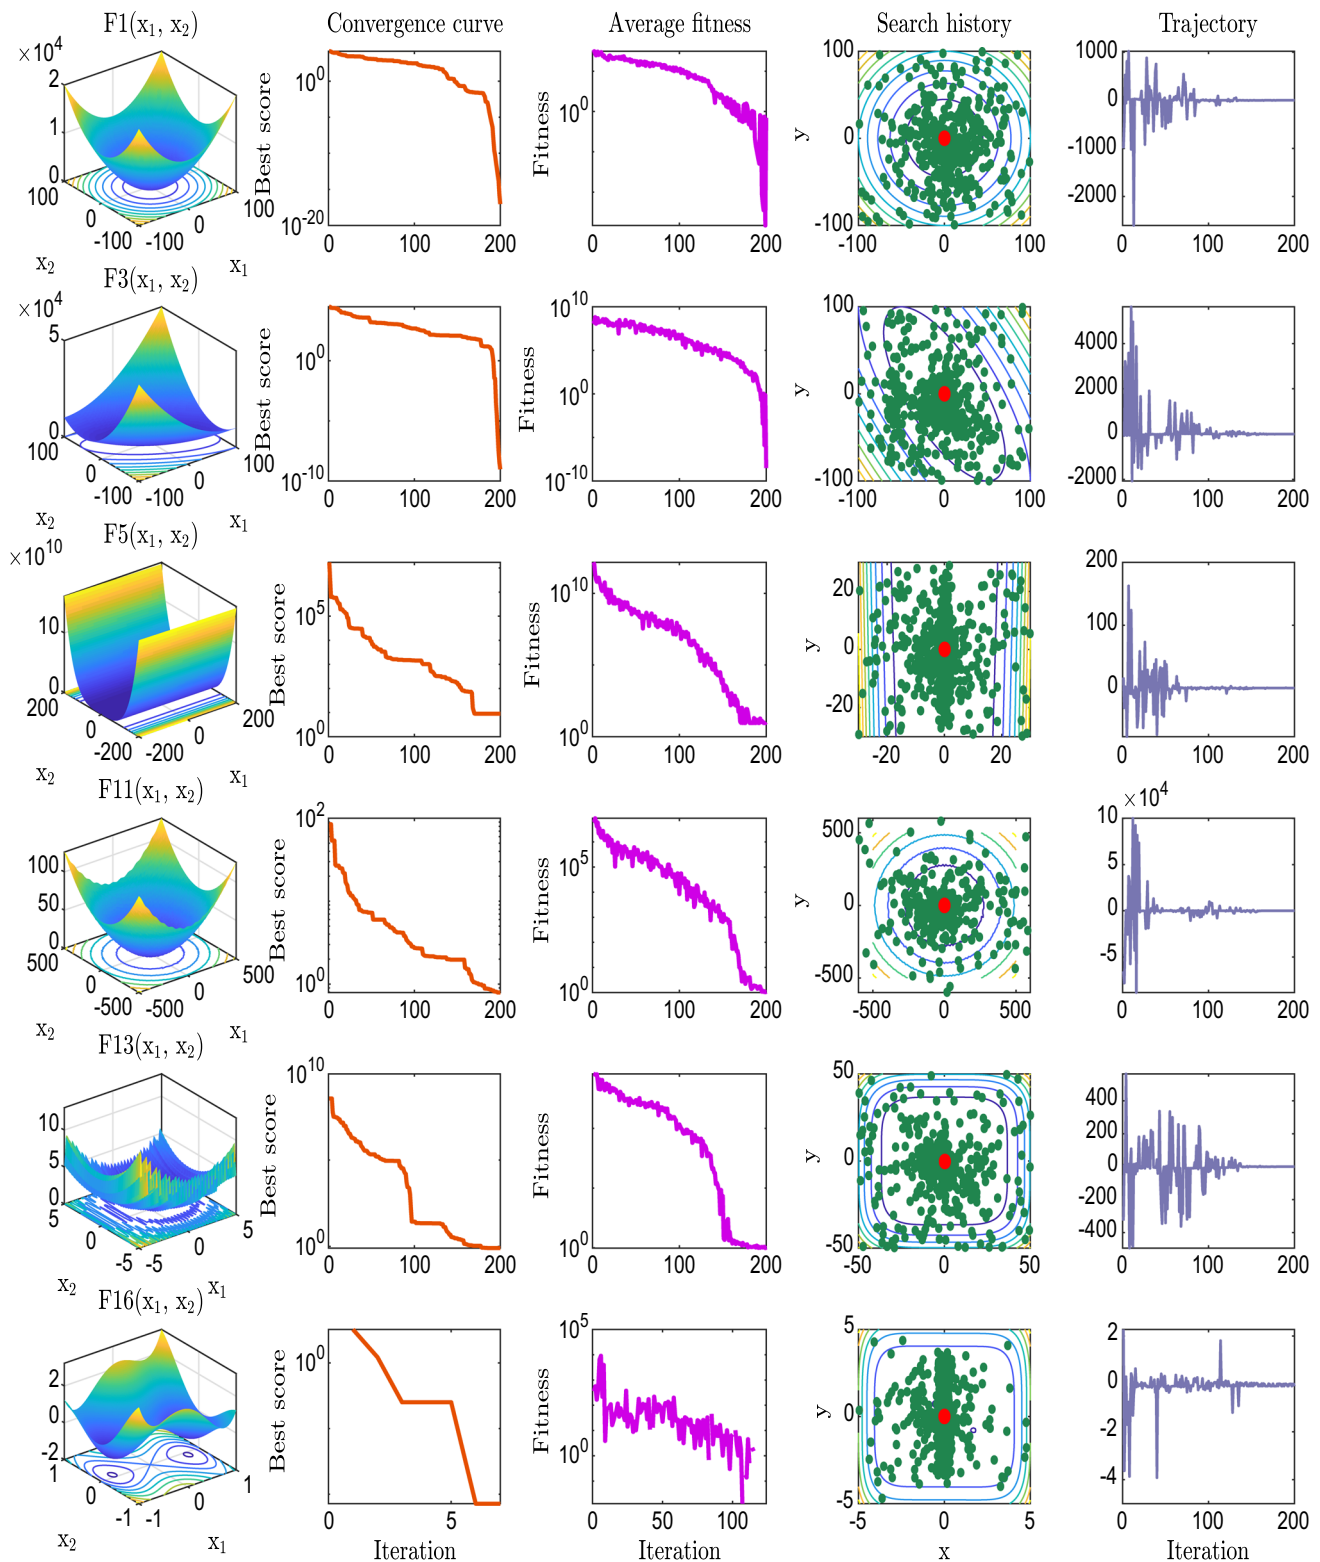 F1(x1, x2) Convergence curve Average fitness Search history Trajectory
×10^4
2
1
0
100
0
-100
-100
0
100
x2
x1
Best score
10^0
10^-20
0 100 200
Fitness
10^0
0 100 200
y
100
0
-100
-100 0 100
1000
0
-1000
-2000
0 100 200
F3(x1, x2)
×10^4
5
0
100
0
-100
-100
0
100
x2
x1
Best score
10^0
10^-10
0 100 200
Fitness
10^10
10^0
10^-10
0 100 200
y
100
0
-100
-100 0 100
4000
2000
0
-2000
0 100 200
F5(x1, x2)
×10^10
10
0
200
0
-200
-200
0
200
x2
x1
Best score
10^5
10^0
0 100 200
Fitness
10^10
10^0
0 100 200
y
20
0
-20
-20 0 20
200
100
0
0 100 200
F11(x1, x2)
100
50
0
500
0
-500
-500
0
500
x2
x1
Best score
10^2
10^0
0 100 200
Fitness
10^5
10^0
0 100 200
y
500
0
-500
-500 0 500
×10^4
10
5
0
-5
0 100 200
F13(x1, x2)
10
5
0
5
0
-5
-5
0
5
x2
x1
Best score
10^10
10^0
0 100 200
Fitness
10^0
0 100 200
y
50
0
-50
-50 0 50
400
200
0
-200
-400
0 100 200
F16(x1, x2)
2
0
-2
1
0
-1
-1
0
1
x2
x1
Best score
10^0
0 5
Iteration
Fitness
10^5
10^0
0 50 100
Iteration
y
5
0
-5
-5 0 5
x
2
0
-2
-4
0 100 200
Iteration